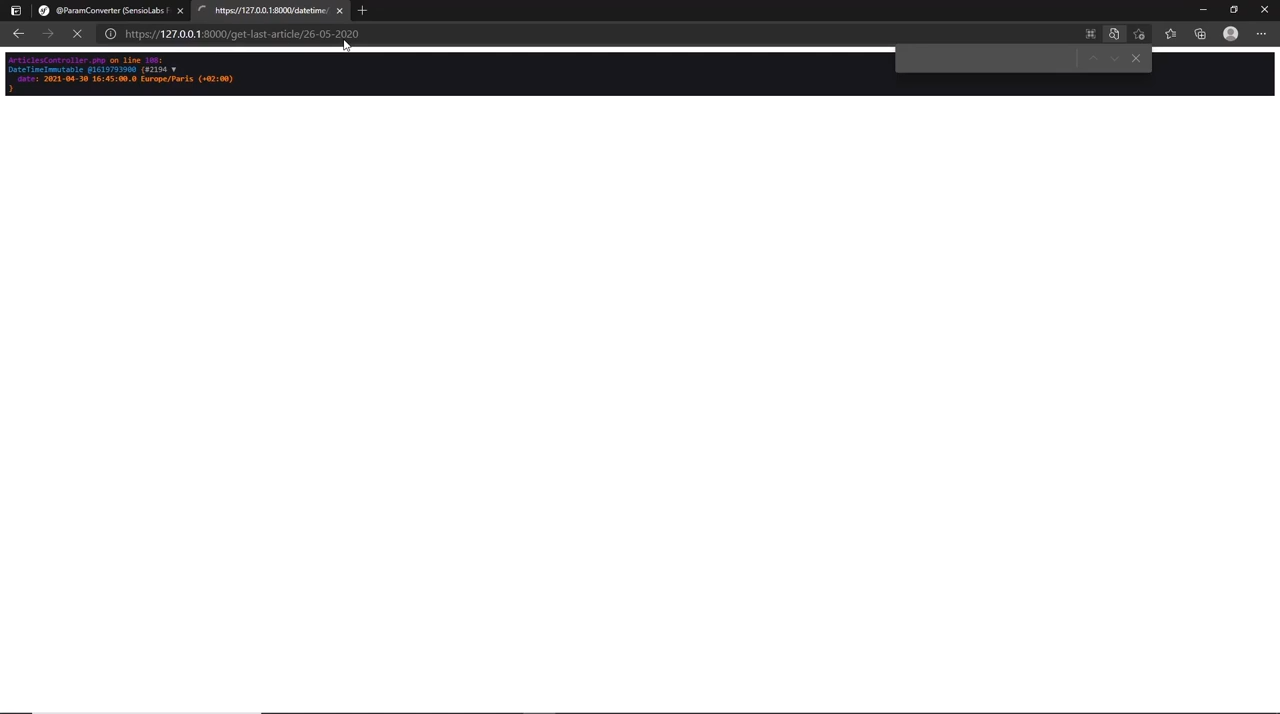 @ParamConverter (SensioLabs F
https://127.0.0.1:8000/datetime/
https://127.0.0.1:8000/get-last-article/26-05-2020
ArticlesController.php on line 108:
DateTimeImmutable @1619793900 {#2194 ▼
date: 2021-04-30 16:45:00.0 Europe/Paris (+02:00)
}